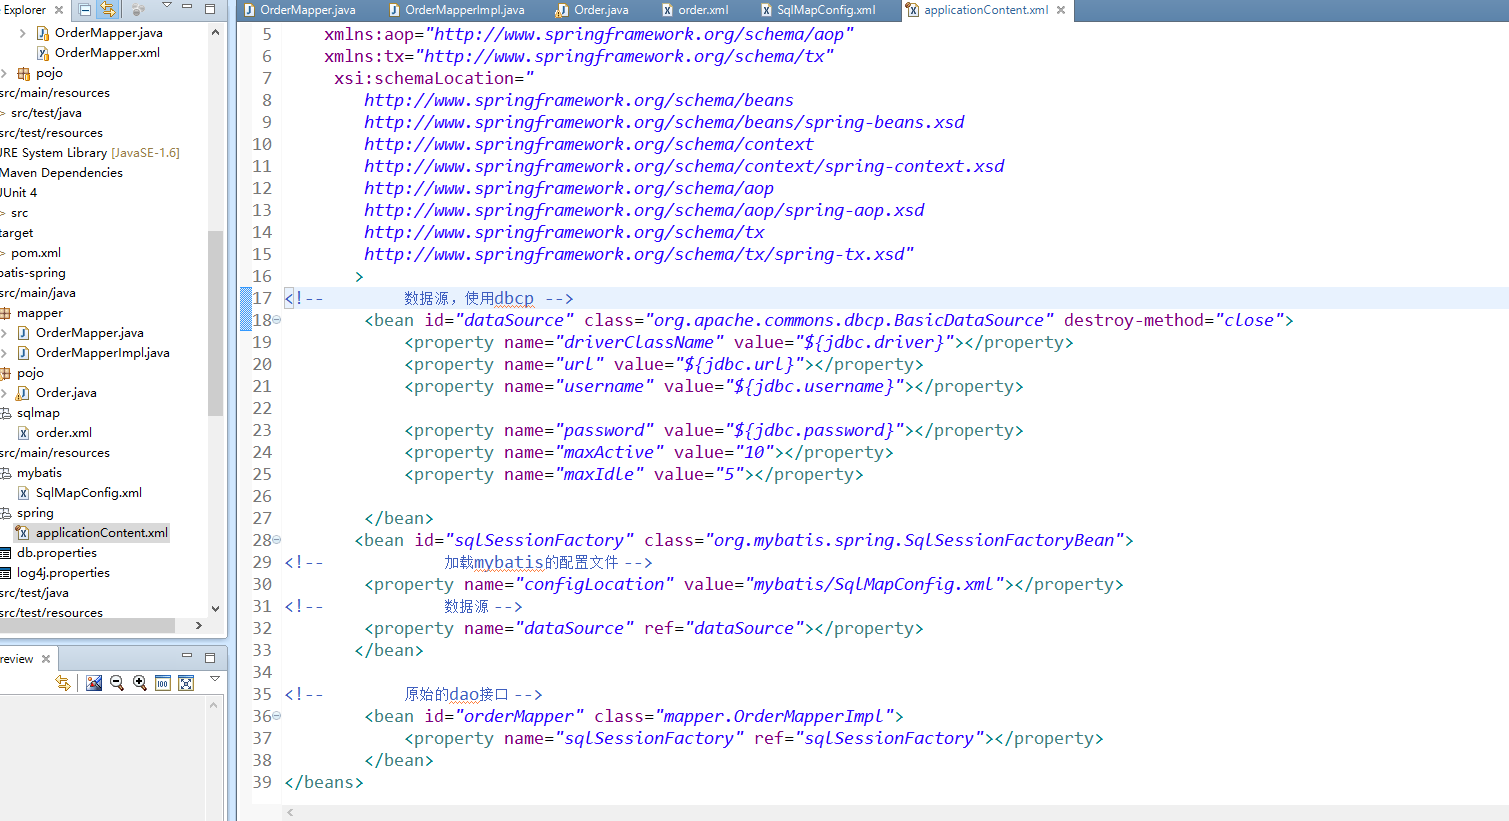 Explorer
OrderMapper.java
OrderMapper.xml
pojo
src/main/resources
src/test/java
src/test/resources
JRE System Library [JavaSE-1.6]
Maven Dependencies
JUnit 4
src
target
pom.xml
batis-spring
src/main/java
mapper
OrderMapper.java
OrderMapperImpl.java
pojo
Order.java
sqlmap
order.xml
src/main/resources
mybatis
SqlMapConfig.xml
spring
applicationContent.xml
db.properties
log4j.properties
src/test/java
src/test/resources
review
OrderMapper.java OrderMapperImpl.java Order.java order.xml SqlMapConfig.xml applicationContent.xml
5 xmlns:aop="http://www.springframework.org/schema/aop"
6 xmlns:tx="http://www.springframework.org/schema/tx"
7 xsi:schemaLocation="
8 http://www.springframework.org/schema/beans
9 http://www.springframework.org/schema/beans/spring-beans.xsd
10 http://www.springframework.org/schema/context
11 http://www.springframework.org/schema/context/spring-context.xsd
12 http://www.springframework.org/schema/aop
13 http://www.springframework.org/schema/aop/spring-aop.xsd
14 http://www.springframework.org/schema/tx
15 http://www.springframework.org/schema/tx/spring-tx.xsd"
16 >
17 <!-- 数据源，使用dbcp -->
18 <bean id="dataSource" class="org.apache.commons.dbcp.BasicDataSource" destroy-method="close">
19 <property name="driverClassName" value="${jdbc.driver}"></property>
20 <property name="url" value="${jdbc.url}"></property>
21 <property name="username" value="${jdbc.username}"></property>
22
23 <property name="password" value="${jdbc.password}"></property>
24 <property name="maxActive" value="10"></property>
25 <property name="maxIdle" value="5"></property>
26
27 </bean>
28 <bean id="sqlSessionFactory" class="org.mybatis.spring.SqlSessionFactoryBean">
29 <!-- 加载mybatis的配置文件 -->
30 <property name="configLocation" value="mybatis/SqlMapConfig.xml"></property>
31 <!-- 数据源 -->
32 <property name="dataSource" ref="dataSource"></property>
33 </bean>
34
35 <!-- 原始的dao接口 -->
36 <bean id="orderMapper" class="mapper.OrderMapperImpl">
37 <property name="sqlSessionFactory" ref="sqlSessionFactory"></property>
38 </bean>
39 </beans>